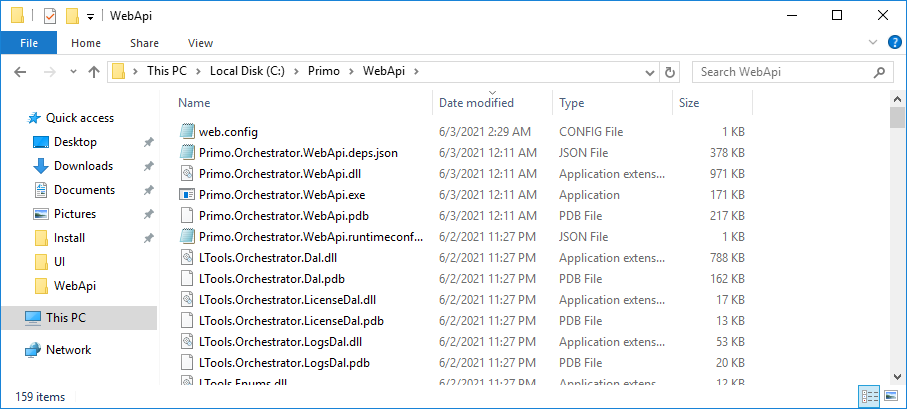 WebApi
File Home Share View
This PC Local Disk (C:) Primo WebApi Search WebApi
Name Date modified Type Size
Quick access
Desktop
Downloads
Documents
Pictures
Install
UI
WebApi
This PC
Network
web.config 6/3/2021 2:29 AM CONFIG File 1 KB
Primo.Orchestrator.WebApi.deps.json 6/3/2021 12:11 AM JSON File 378 KB
Primo.Orchestrator.WebApi.dll 6/3/2021 12:11 AM Application extens... 971 KB
Primo.Orchestrator.WebApi.exe 6/3/2021 12:11 AM Application 171 KB
Primo.Orchestrator.WebApi.pdb 6/3/2021 12:11 AM PDB File 217 KB
Primo.Orchestrator.WebApi.runtimeconf... 6/2/2021 11:27 PM JSON File 1 KB
LTools.Orchestrator.Dal.dll 6/2/2021 11:27 PM Application extens... 788 KB
LTools.Orchestrator.Dal.pdb 6/2/2021 11:27 PM PDB File 162 KB
LTools.Orchestrator.LicenseDal.dll 6/2/2021 11:27 PM Application extens... 17 KB
LTools.Orchestrator.LicenseDal.pdb 6/2/2021 11:27 PM PDB File 13 KB
LTools.Orchestrator.LogsDal.dll 6/2/2021 11:27 PM Application extens... 53 KB
LTools.Orchestrator.LogsDal.pdb 6/2/2021 11:27 PM PDB File 20 KB
LTools.Enums.dll 6/2/2021 11:27 PM Application extens... 12 KB
159 items